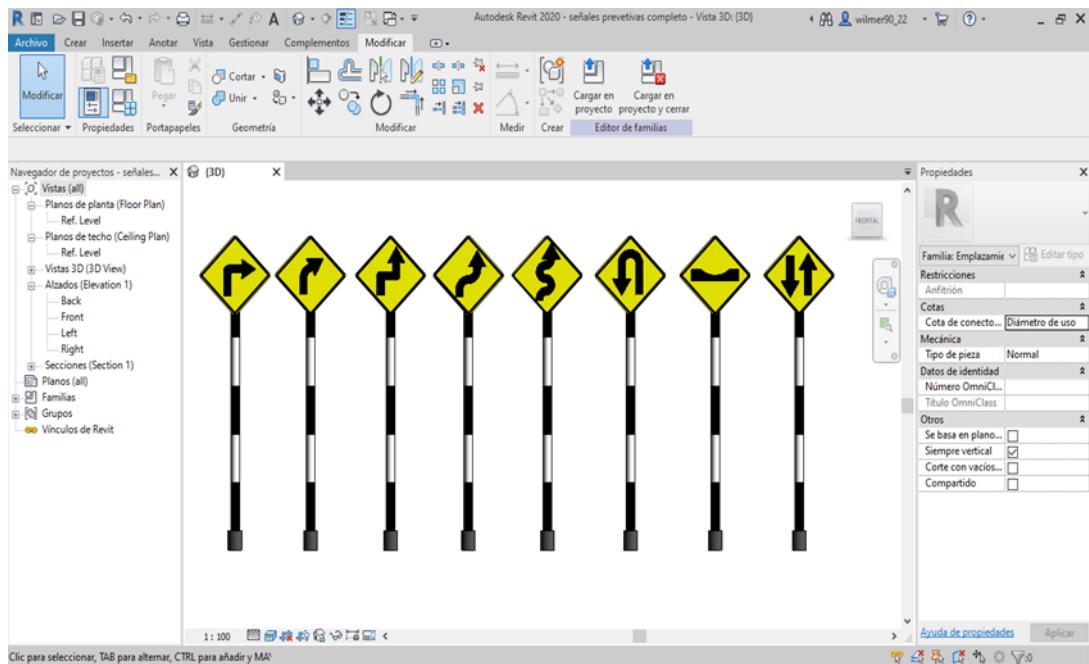 Autodesk Revit 2020 - señales prevetivas completo - Vista 3D: {3D}
wilmer90_22
Archivo Crear Insertar Anotar Vista Gestionar Complementos Modificar
Modificar
Pegar
Cortar
Unir
Cargar en proyecto
Cargar en proyecto y cerrar
Seleccionar Propiedades Portapapeles Geometría Modificar Medir Crear Editor de familias
Navegador de proyectos - señales...
Vistas (all)
Planos de planta (Floor Plan)
Ref. Level
Planos de techo (Ceiling Plan)
Ref. Level
Vistas 3D (3D View)
Alzados (Elevation 1)
Back
Front
Left
Right
Secciones (Section 1)
Planos (all)
Familias
Grupos
Vínculos de Revit
{3D}
FRONTAL
Propiedades
Familia: Emplazamie Editar tipo
Restricciones
Anfitrión
Cotas
Cota de conecto... Diámetro de uso
Mecánica
Tipo de pieza Normal
Datos de identidad
Número OmniCl...
Título OmniClass
Otros
Se basa en plano...
Siempre vertical
Corte con vacíos...
Compartido
Ayuda de propiedades Aplicar
1 : 100
Clic para seleccionar, TAB para alternar, CTRL para añadir y MAY
:0